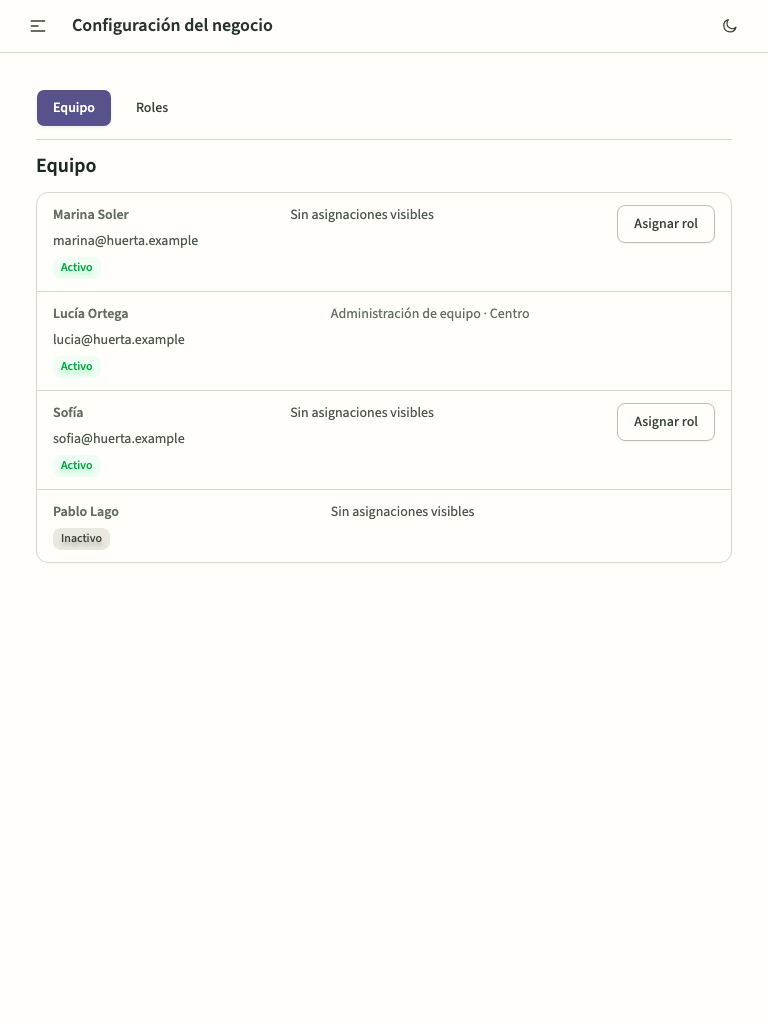 Configuración del negocio
Equipo
Roles
Equipo
Marina Soler
Sin asignaciones visibles
Asignar rol
marina@huerta.example
Activo
Lucía Ortega
Administración de equipo · Centro
lucia@huerta.example
Activo
Sofía
Sin asignaciones visibles
Asignar rol
sofia@huerta.example
Activo
Pablo Lago
Sin asignaciones visibles
Inactivo